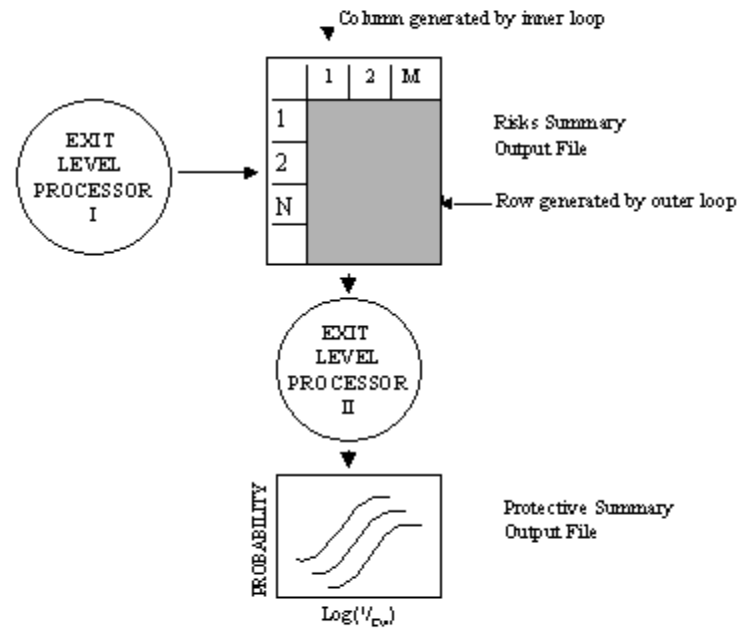 Column generated by inner loop
1 2 M
EXIT
LEVEL
PROCESSOR
I
1
2
N
Risks Summary
Output File
Row generated by outer loop
EXIT
LEVEL
PROCESSOR
II
PROBABILITY
Protective Summary
Output File